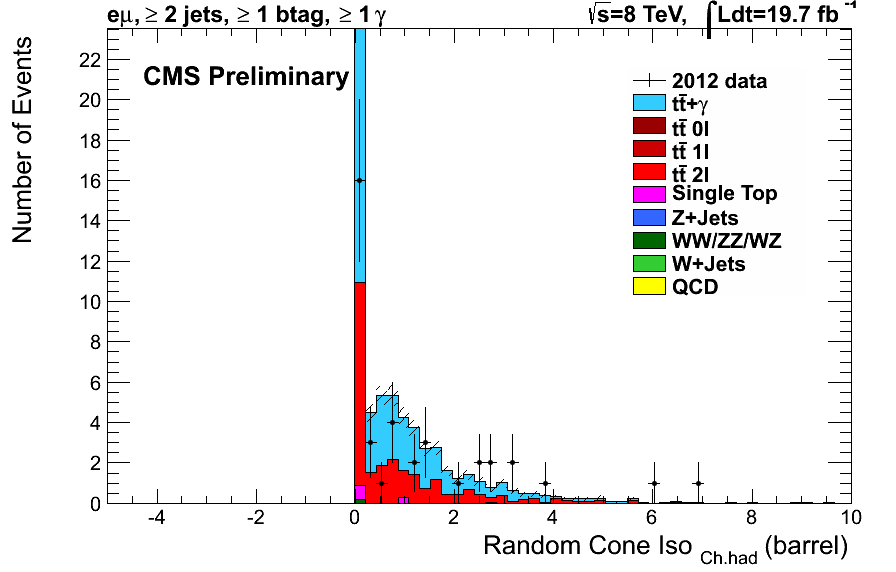 eμ, ≥ 2 jets, ≥ 1 btag, ≥ 1 γ
√s=8 TeV, ∫Ldt=19.7 fb⁻¹
CMS Preliminary
2012 data
tt̄+γ
tt̄ 0l
tt̄ 1l
tt̄ 2l
Single Top
Z+Jets
WW/ZZ/WZ
W+Jets
QCD
Number of Events
22
20
18
16
14
12
10
8
6
4
2
0
-4 -2 0 2 4 6 8 10
Random Cone Iso Ch.had (barrel)